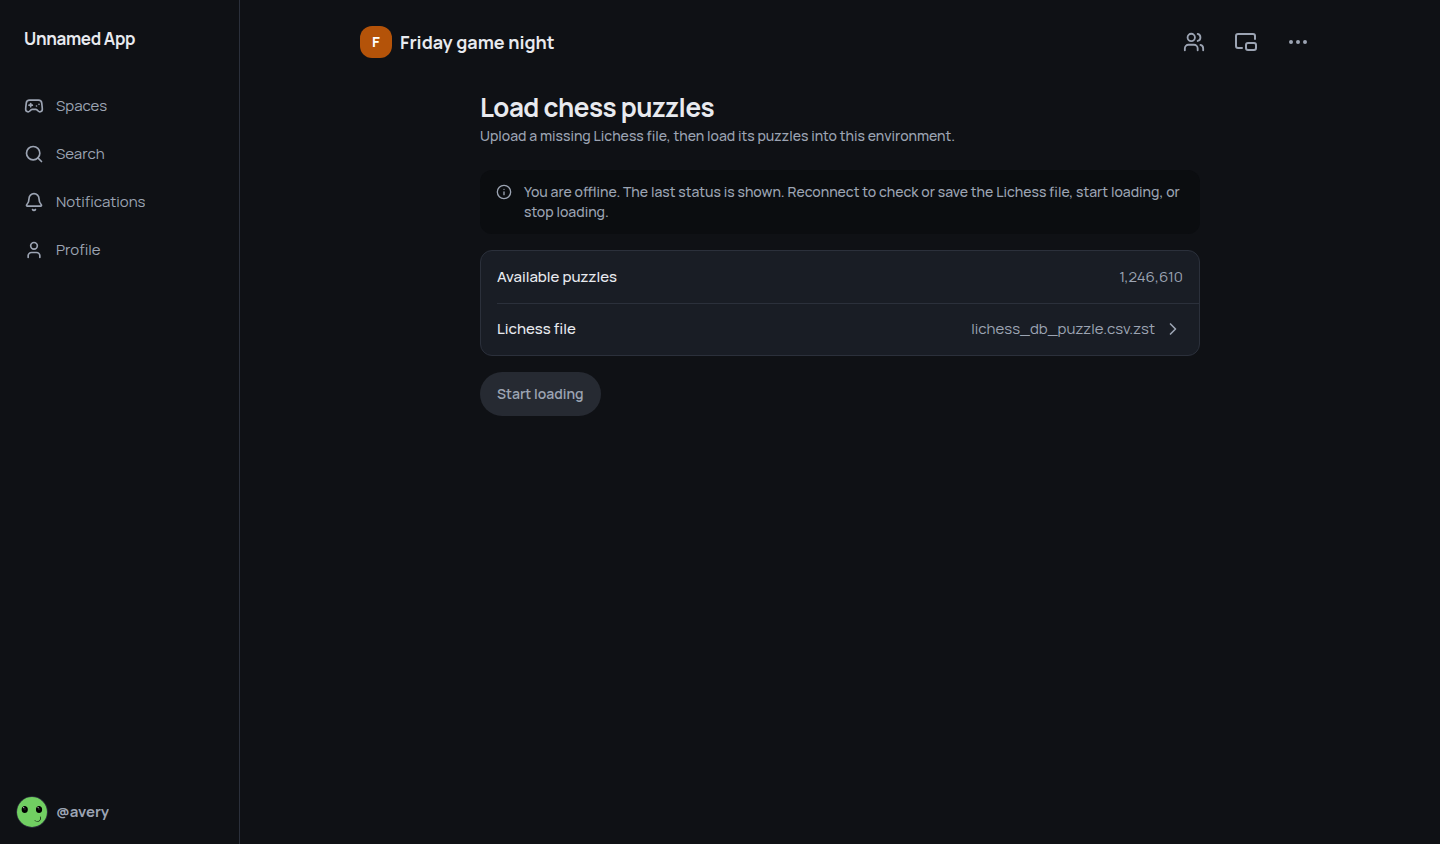 Unnamed App
Spaces
Search
Notifications
Profile
@avery
F Friday game night
Load chess puzzles
Upload a missing Lichess file, then load its puzzles into this environment.
You are offline. The last status is shown. Reconnect to check or save the Lichess file, start loading, or
stop loading.
Available puzzles 1,246,610
Lichess file lichess_db_puzzle.csv.zst
Start loading